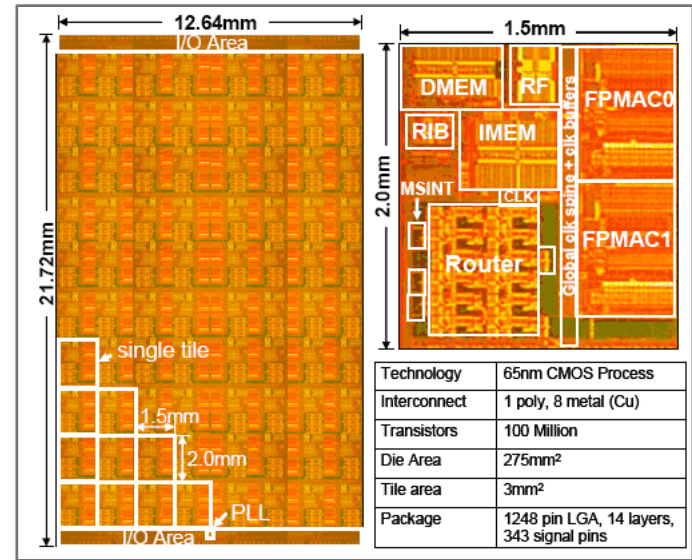 12.64mm
I/O Area
21.72mm
single tile
1.5mm
2.0mm
PLL
I/O Area
1.5mm
2.0mm
DMEM
RF
FPMAC0
RIB
IMEM
MSINT
CLK
Router
Global clk spine + clk buffers
FPMAC1
Technology 65nm CMOS Process
Interconnect 1 poly, 8 metal (Cu)
Transistors 100 Million
Die Area 275mm²
Tile area 3mm²
Package 1248 pin LGA, 14 layers,
343 signal pins